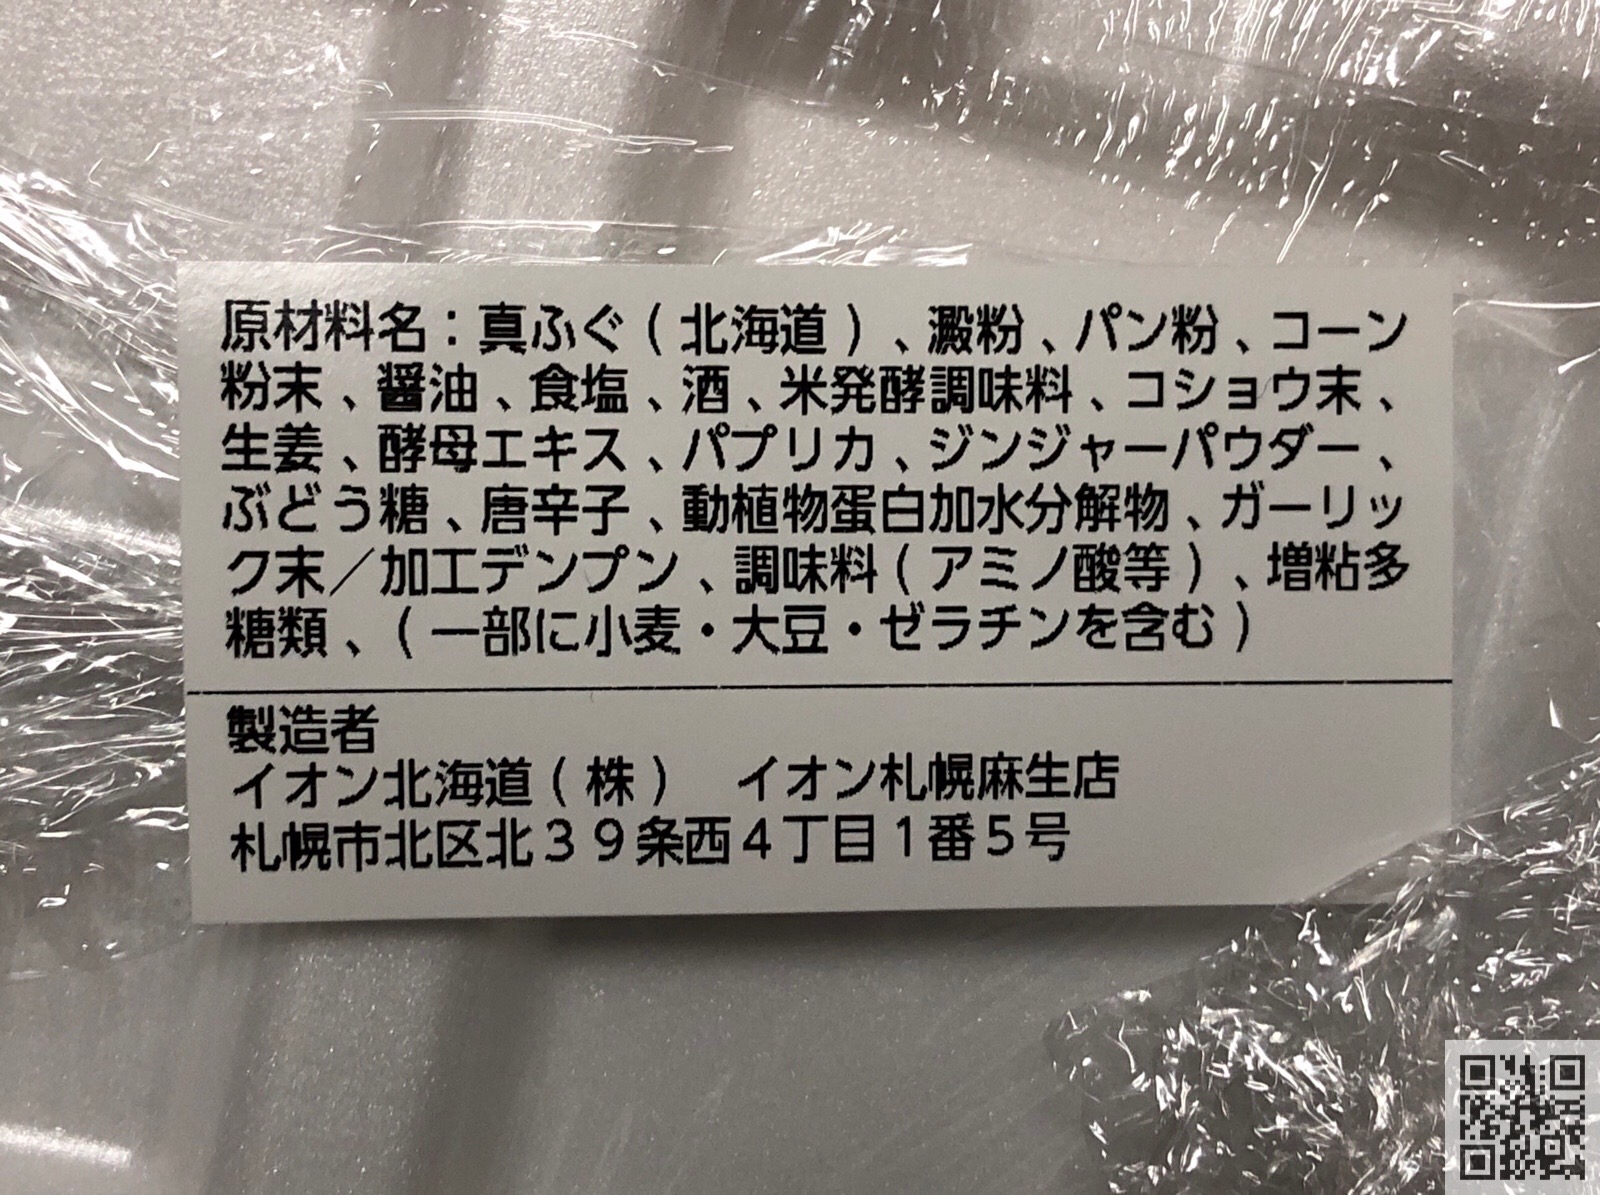 原材料名：真ふぐ（北海道）、澱粉、パン粉、コーン
粉末、醤油、食塩、酒、米発酵調味料、コショウ末、
生姜、酵母エキス、パプリカ、ジンジャーパウダー、
ぶどう糖、唐辛子、動植物蛋白加水分解物、ガーリッ
ク末／加工デンプン、調味料（アミノ酸等）、増粘多
糖類、（一部に小麦・大豆・ゼラチンを含む）
製造者
イオン北海道（株）　イオン札幌麻生店
札幌市北区北３９条西４丁目１番５号